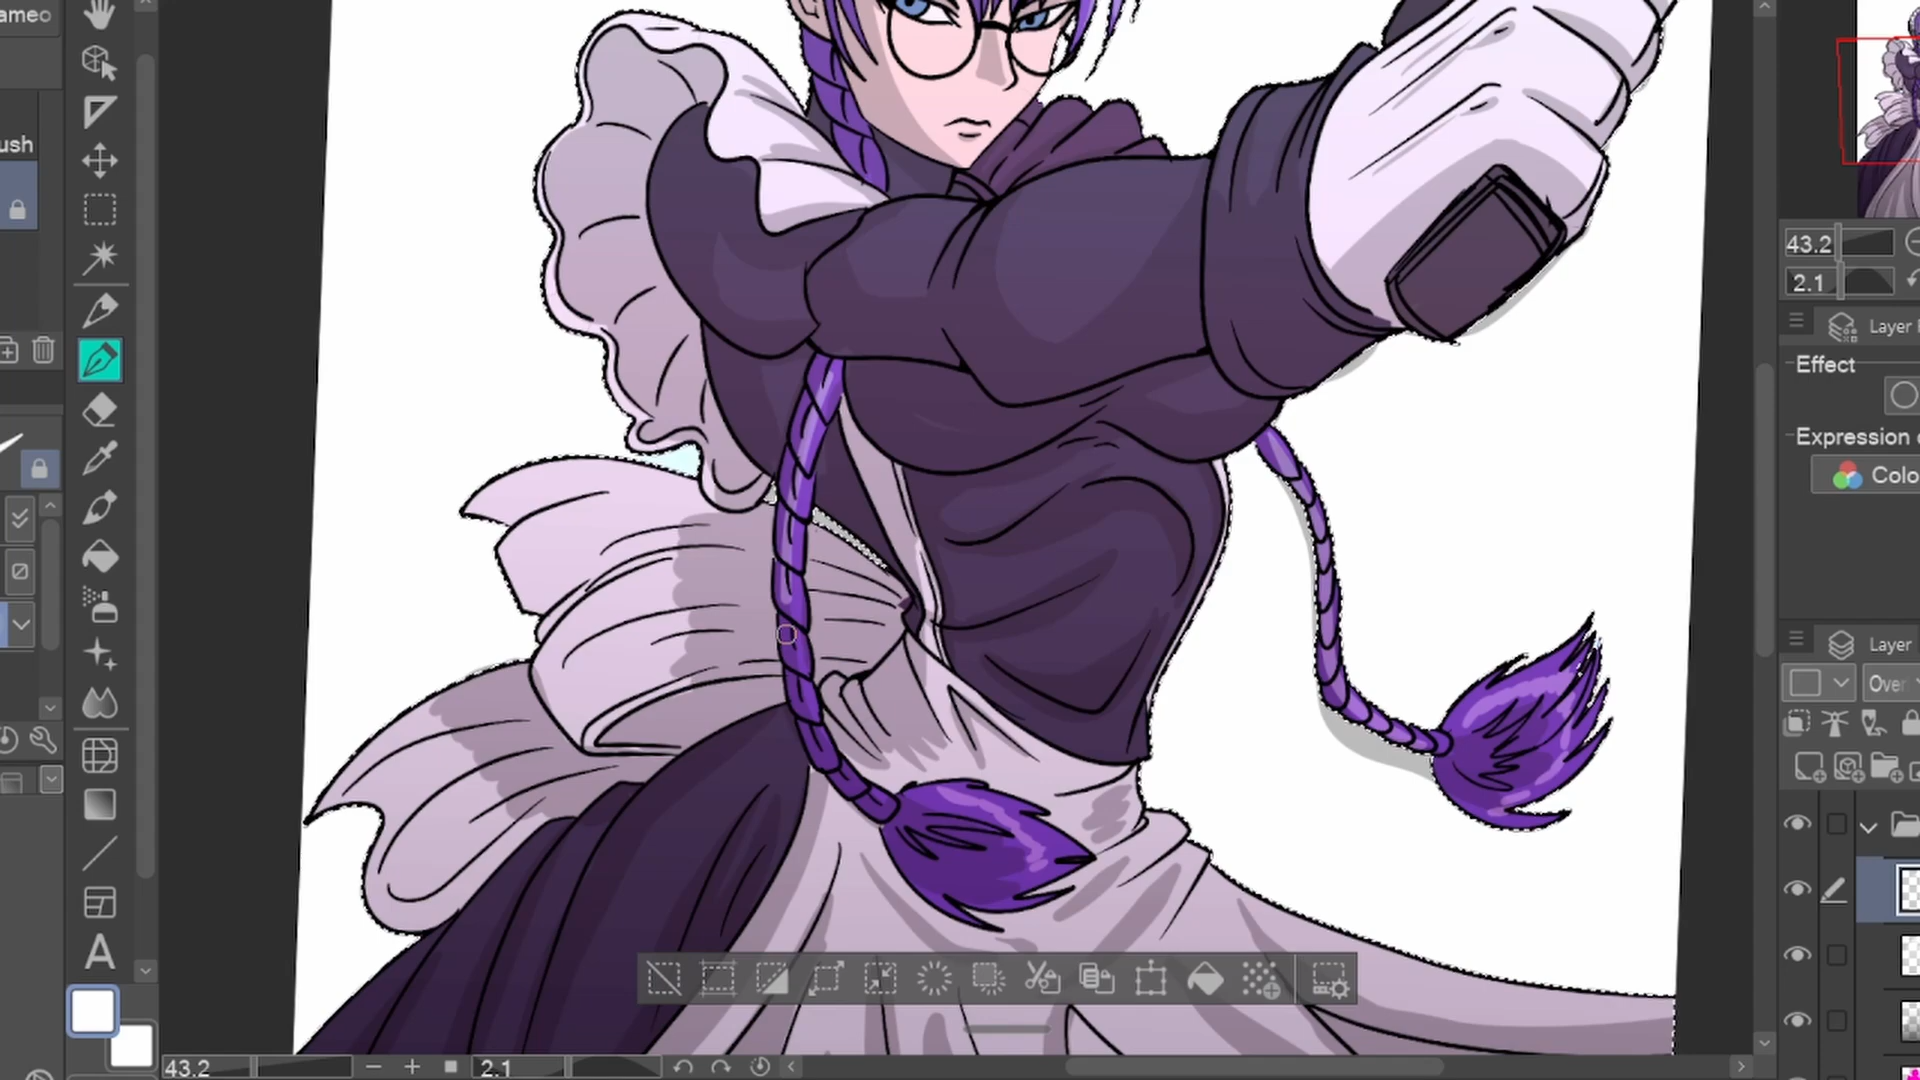 ameo
ush
43.2
2.1
Layer
Effect
Expression
Colo
Layer
Over
A
43.2
2.1